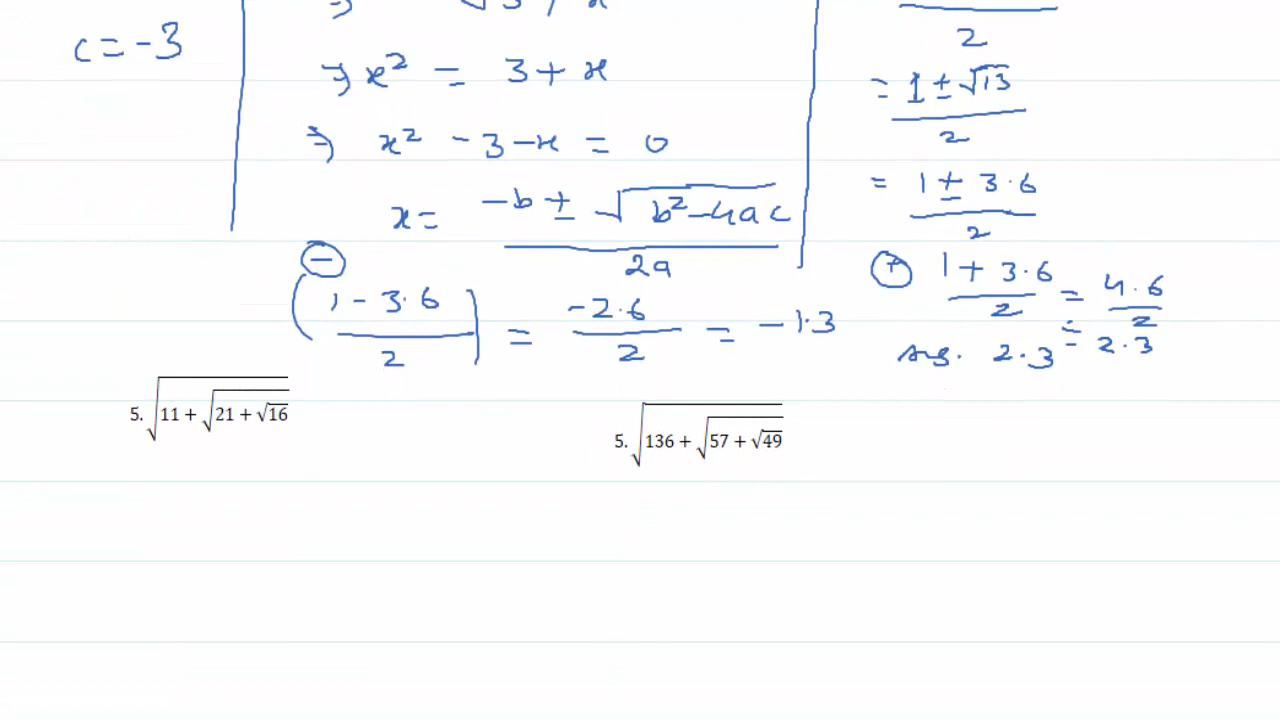 c = -3
⇒ x² = 3 + x
⇒ x² - 3 - x = 0
x = (-b ± √(b² - 4ac)) / 2a
2
= (1 ± √13) / 2
= (1 ± 3.6) / 2
⊖
((1 - 3.6) / 2) = -2.6 / 2 = -1.3
⊕ (1 + 3.6) / 2 = 4.6 / 2
= 2.3
Ans. 2.3
5. √(11 + √(21 + √16))
5. √(136 + √(57 + √49))